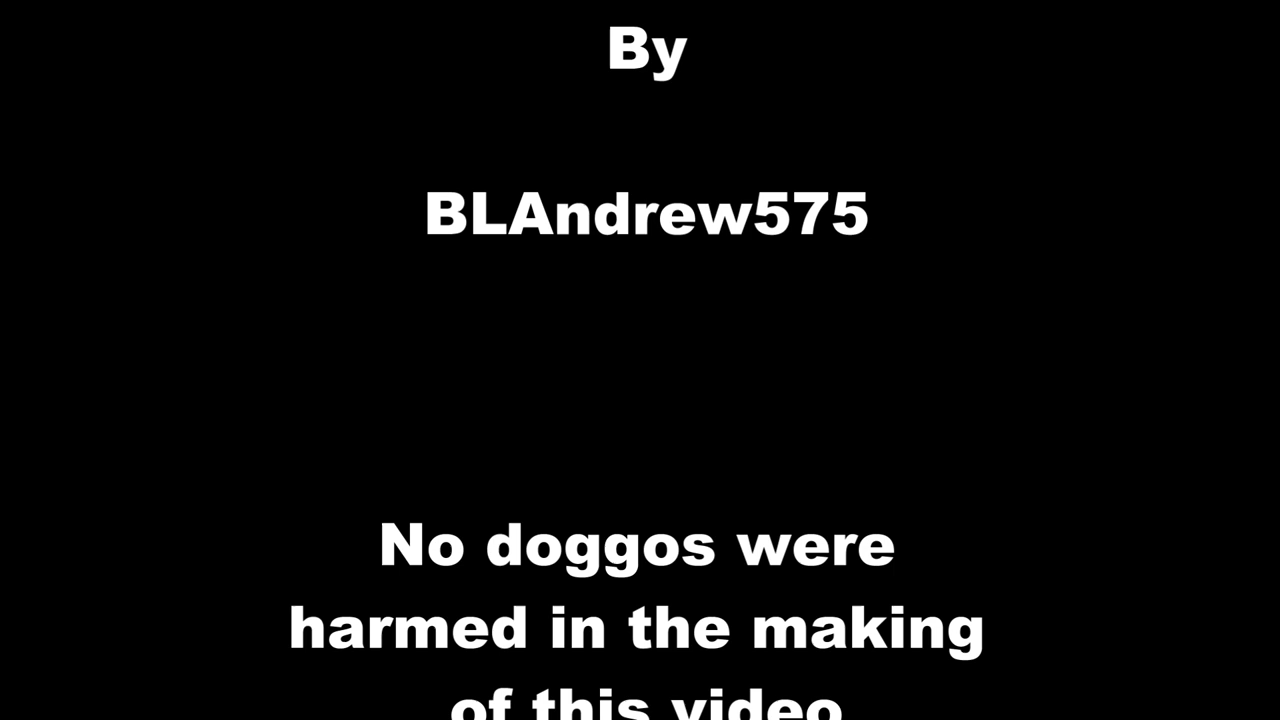 By
BLAndrew575
No doggos were
harmed in the making
of this video